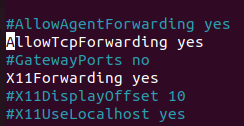 #AllowAgentForwarding yes
AllowTcpForwarding yes
#GatewayPorts no
X11Forwarding yes
#X11DisplayOffset 10
#X11UseLocalhost yes